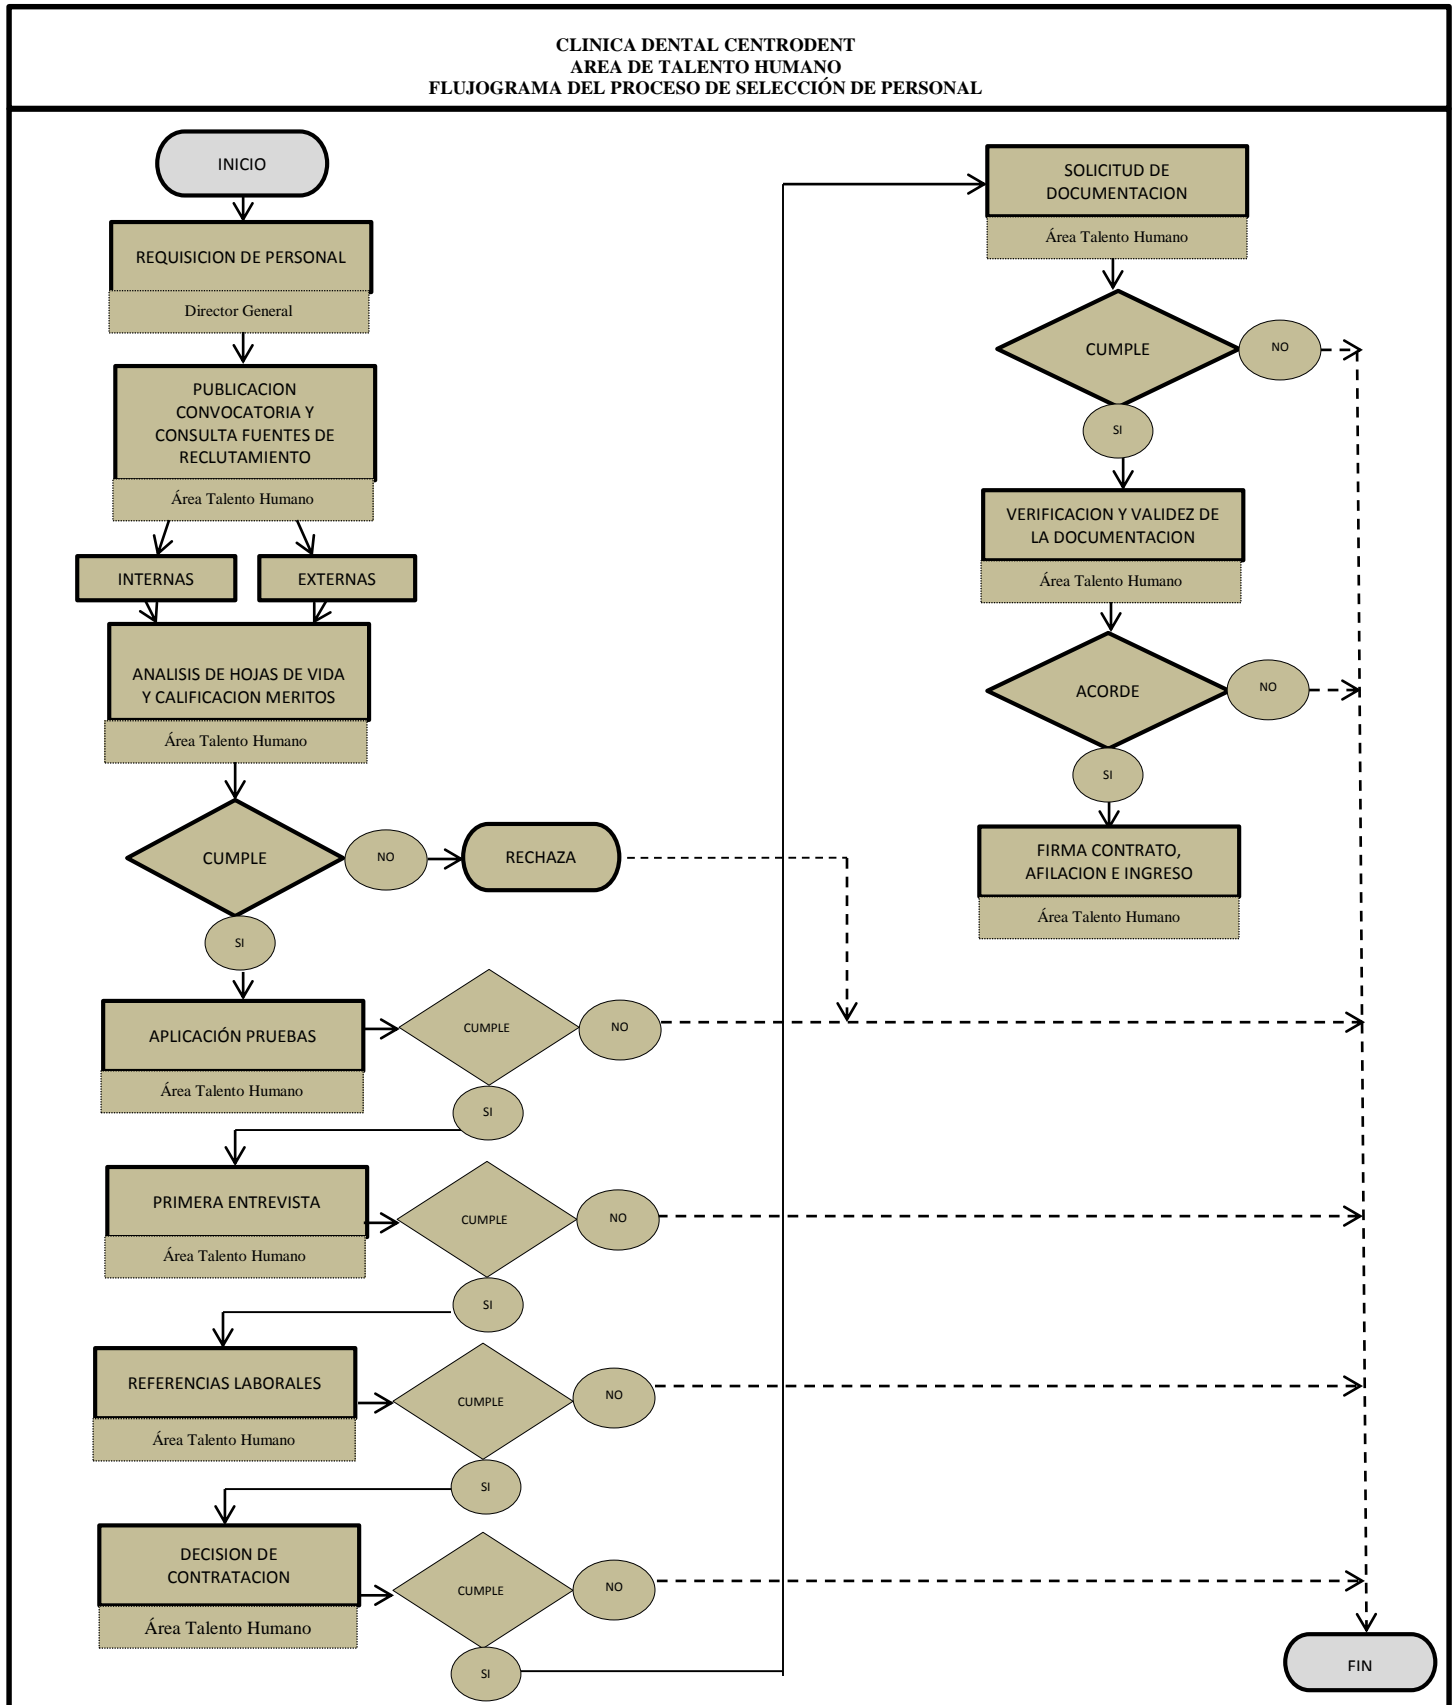 CLINICA DENTAL CENTRODENT
AREA DE TALENTO HUMANO
FLUJOGRAMA DEL PROCESO DE SELECCIÓN DE PERSONAL
INICIO
REQUISICION DE PERSONAL
Director General
PUBLICACION
CONVOCATORIA Y
CONSULTA FUENTES DE
RECLUTAMIENTO
Área Talento Humano
INTERNAS
EXTERNAS
ANALISIS DE HOJAS DE VIDA
Y CALIFICACION MERITOS
Área Talento Humano
CUMPLE
NO
RECHAZA
SI
APLICACIÓN PRUEBAS
Área Talento Humano
CUMPLE
NO
SI
PRIMERA ENTREVISTA
Área Talento Humano
CUMPLE
NO
SI
REFERENCIAS LABORALES
Área Talento Humano
CUMPLE
NO
SI
DECISION DE
CONTRATACION
Área Talento Humano
CUMPLE
NO
SI
SOLICITUD DE
DOCUMENTACION
Área Talento Humano
CUMPLE
NO
SI
VERIFICACION Y VALIDEZ DE
LA DOCUMENTACION
Área Talento Humano
ACORDE
NO
SI
FIRMA CONTRATO,
AFILACION E INGRESO
Área Talento Humano
FIN